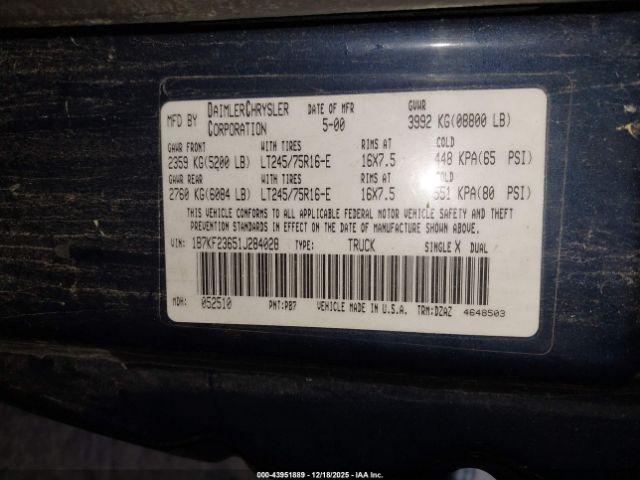 MFD BY DAIMLERCHRYSLER CORPORATION DATE OF MFR 5-00 GVWR 3992 KG(08800 LB)
GAWR FRONT WITH TIRES RIMS AT COLD
2359 KG(5200 LB) LT245/75R16-E 16X7.5 448 KPA(65 PSI)
GAWR REAR WITH TIRES RIMS AT COLD
2760 KG(6084 LB) LT245/75R16-E 16X7.5 551 KPA(80 PSI)
THIS VEHICLE CONFORMS TO ALL APPLICABLE FEDERAL MOTOR VEHICLE SAFETY AND THEFT
PREVENTION STANDARDS IN EFFECT ON THE DATE OF MANUFACTURE SHOWN ABOVE.
VIN: 1B7KF23651J284028 TYPE: TRUCK SINGLE X DUAL
MDH: 052510 PNT:PB7 VEHICLE MADE IN U.S.A. TRM:DZAZ 4648503
000-43951889 - 12/18/2025 - IAA Inc.